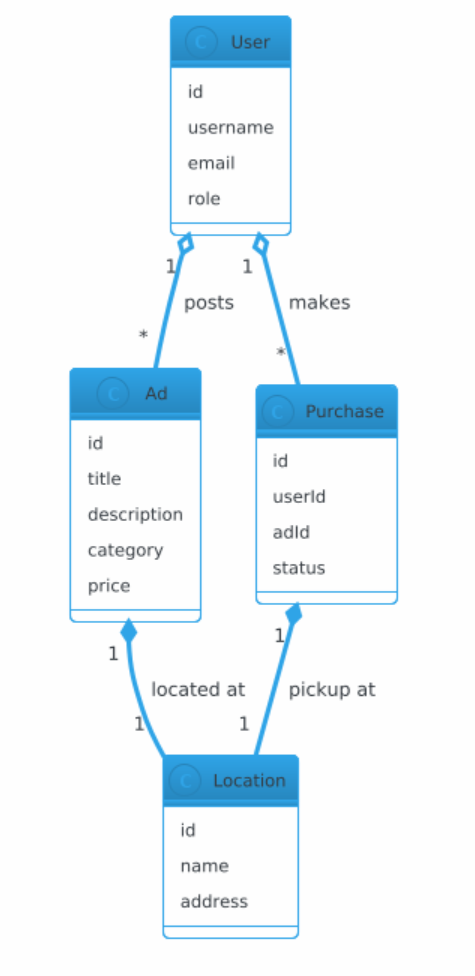 C User
id
username
email
role
1 1
posts makes
*
*
C Ad
C Purchase
id
title
description
category
price
id
userId
adId
status
1
1
located at pickup at
1 1
C Location
id
name
address